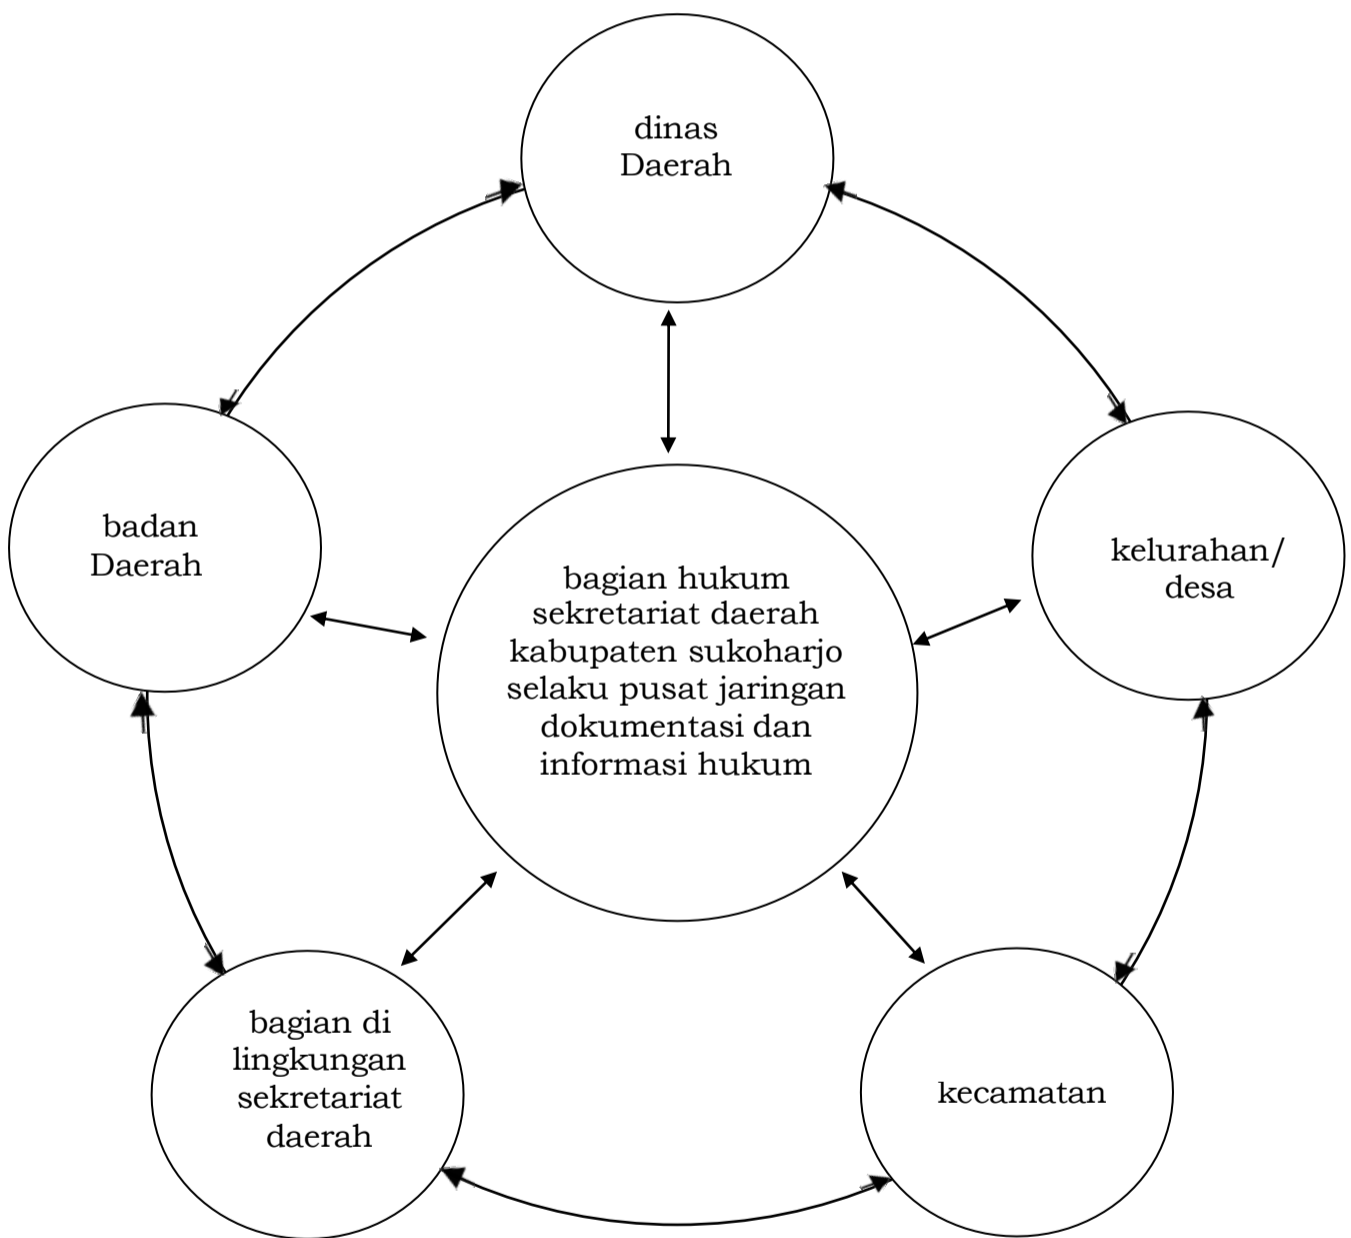 dinas
Daerah
badan
Daerah
kelurahan/
desa
bagian hukum
sekretariat daerah
kabupaten sukoharjo
selaku pusat jaringan
dokumentasi dan
informasi hukum
bagian di
lingkungan
sekretariat
daerah
kecamatan